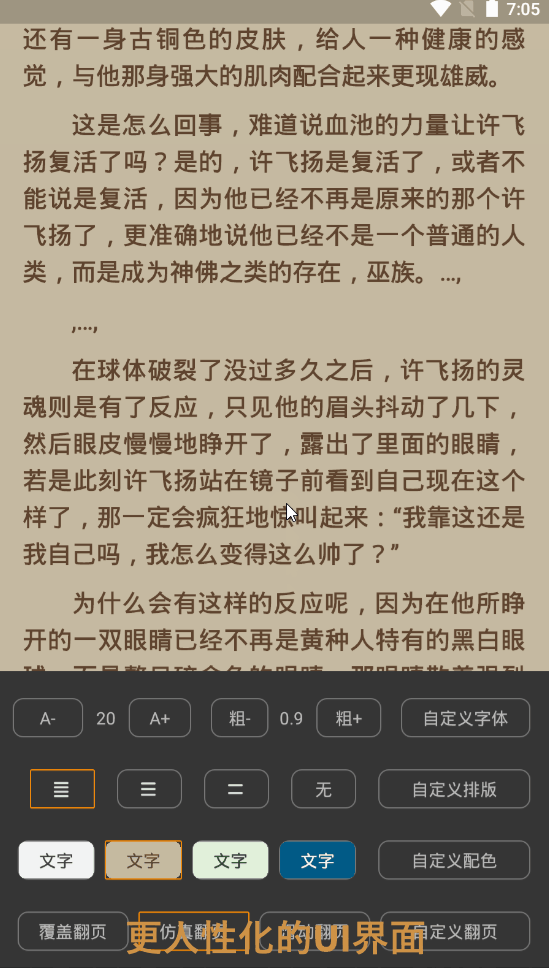 7:05
还有一身古铜色的皮肤，给人一种健康的感
觉，与他那身强大的肌肉配合起来更现雄威。
这是怎么回事，难道说血池的力量让许飞
扬复活了吗？是的，许飞扬是复活了，或者不
能说是复活，因为他已经不再是原来的那个许
飞扬了，更准确地说他已经不是一个普通的人
类，而是成为神佛之类的存在，巫族。...,
,...,
在球体破裂了没过多久之后，许飞扬的灵
魂则是有了反应，只见他的眉头抖动了几下，
然后眼皮慢慢地睁开了，露出了里面的眼睛，
若是此刻许飞扬站在镜子前看到自己现在这个
样了，那一定会疯狂地惊叫起来：“我靠这还是
我自己吗，我怎么变得这么帅了？”
为什么会有这样的反应呢，因为在他所睁
开的一双眼睛已经不再是黄种人特有的黑白眼
A- 20 A+ 粗- 0.9 粗+ 自定义字体
无 自定义排版
文字 文字 文字 文字 自定义配色
覆盖翻页 仿真翻页 翻页 自定义翻页
更人性化的UI界面